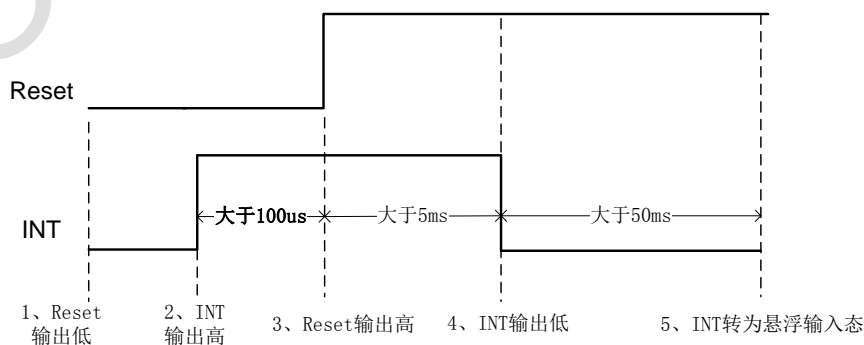 Reset
大于100us
大于5ms
大于50ms
INT
1、Reset
输出低
2、INT
输出高
3、Reset输出高
4、INT输出低
5、INT转为悬浮输入态